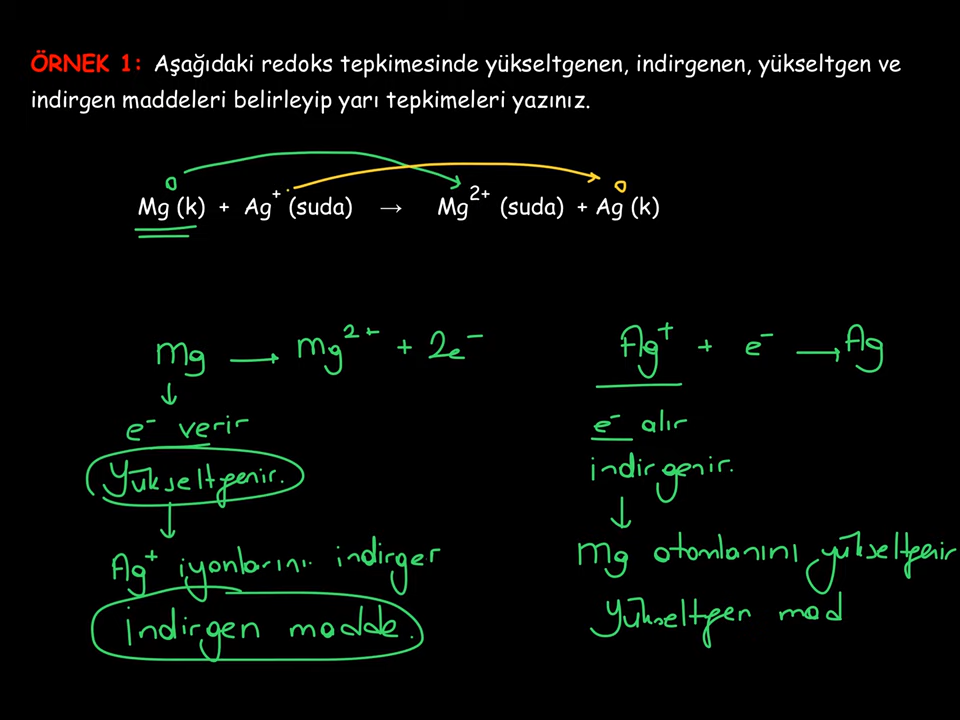 ÖRNEK 1: Aşağıdaki redoks tepkimesinde yükseltgenen, indirgenen, yükseltgen ve
indirgen maddeleri belirleyip yarı tepkimeleri yazınız.
0 0
Mg (k) + Ag⁺ (suda) → Mg²⁺ (suda) + Ag (k)
Mg → Mg²⁺ + 2e⁻
↓
e⁻ verir
Yükseltgenir.
↓
Ag⁺ iyonlarını indirger
indirgen madde.
Ag⁺ + e⁻ → Ag
e⁻ alır
indirgenir.
↓
Mg atomlarını yükseltgenir
Yükseltgen mad